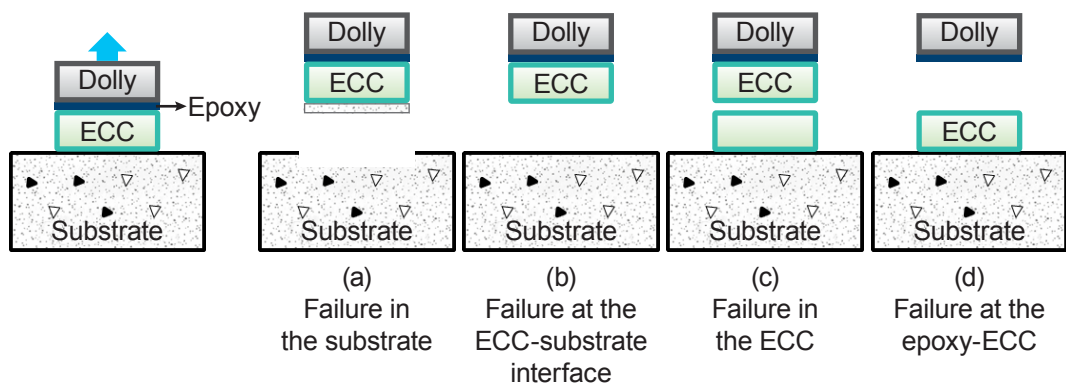 Dolly
Epoxy
ECC
Substrate
Dolly
ECC
Substrate
(a)
Failure in
the substrate
Dolly
ECC
Substrate
(b)
Failure at the
ECC-substrate
interface
Dolly
ECC
Substrate
(c)
Failure in
the ECC
Dolly
ECC
Substrate
(d)
Failure at the
epoxy-ECC